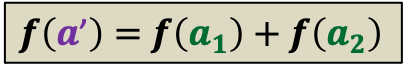 f(a′) = f(a₁) + f(a₂)